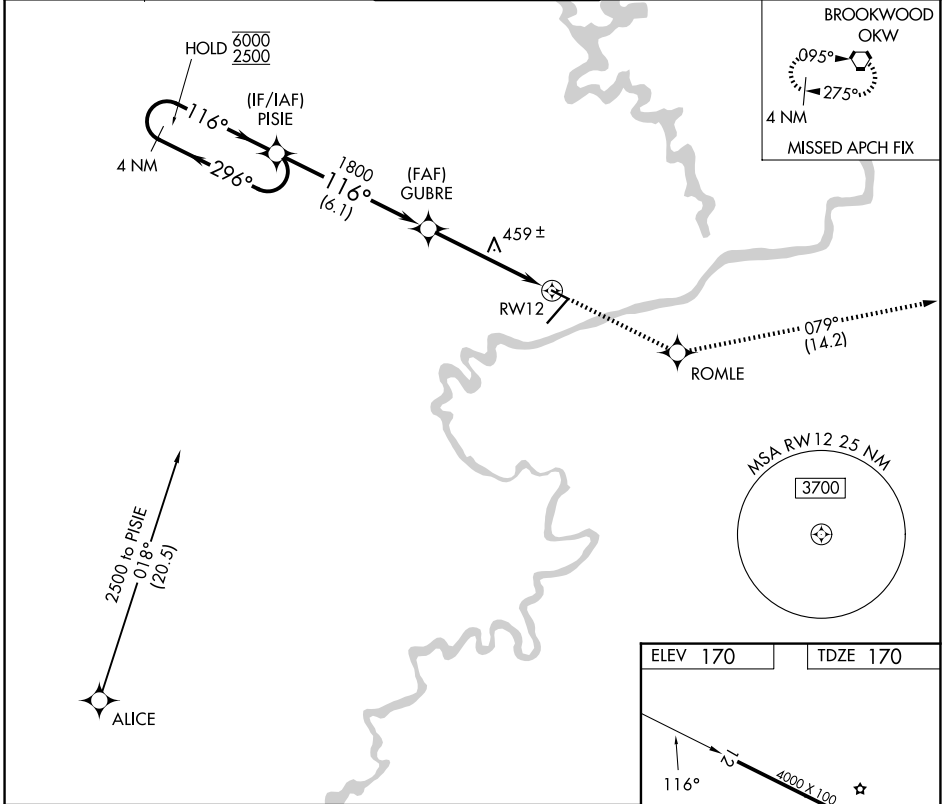 BROOKWOOD
OKW
095°
275°
4 NM
MISSED APCH FIX
HOLD 6000
2500
(IF/IAF)
PISIE
116°
4 NM
296°
1800
116°
(6.1)
(FAF)
GUBRE
459 ±
RW12
079°
(14.2)
ROMLE
MSA RW12 25 NM
3700
2500 to PISIE
018°
(20.5)
ALICE
ELEV 170
TDZE 170
116°
12
4000 X 100